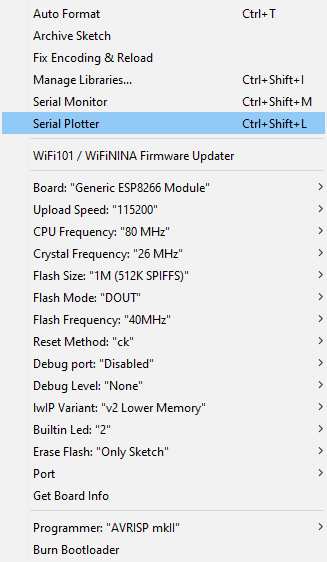 Auto Format Ctrl+T
Archive Sketch
Fix Encoding & Reload
Manage Libraries... Ctrl+Shift+I
Serial Monitor Ctrl+Shift+M
Serial Plotter Ctrl+Shift+L
WiFi101 / WiFiNINA Firmware Updater
Board: "Generic ESP8266 Module"
Upload Speed: "115200"
CPU Frequency: "80 MHz"
Crystal Frequency: "26 MHz"
Flash Size: "1M (512K SPIFFS)"
Flash Mode: "DOUT"
Flash Frequency: "40MHz"
Reset Method: "ck"
Debug port: "Disabled"
Debug Level: "None"
lwIP Variant: "v2 Lower Memory"
Builtin Led: "2"
Erase Flash: "Only Sketch"
Port
Get Board Info
Programmer: "AVRISP mkII"
Burn Bootloader